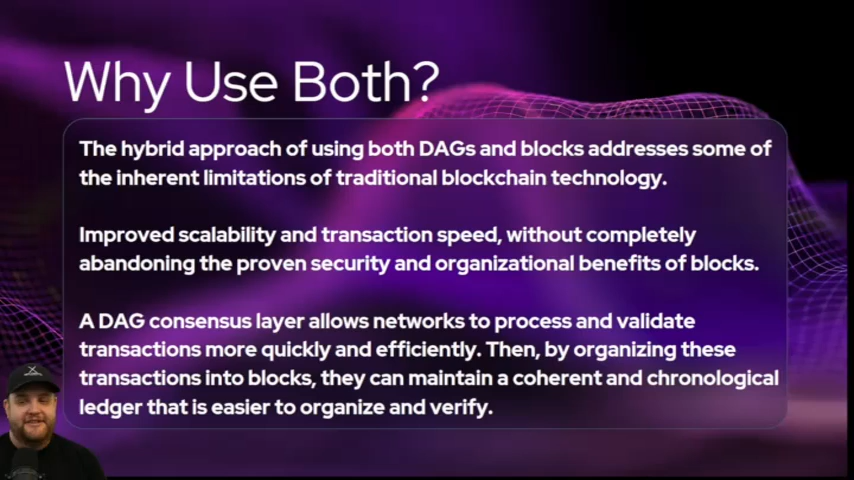 Why Use Both?
The hybrid approach of using both DAGs and blocks addresses some of
the inherent limitations of traditional blockchain technology.
Improved scalability and transaction speed, without completely
abandoning the proven security and organizational benefits of blocks.
A DAG consensus layer allows networks to process and validate
transactions more quickly and efficiently. Then, by organizing these
transactions into blocks, they can maintain a coherent and chronological
ledger that is easier to organize and verify.